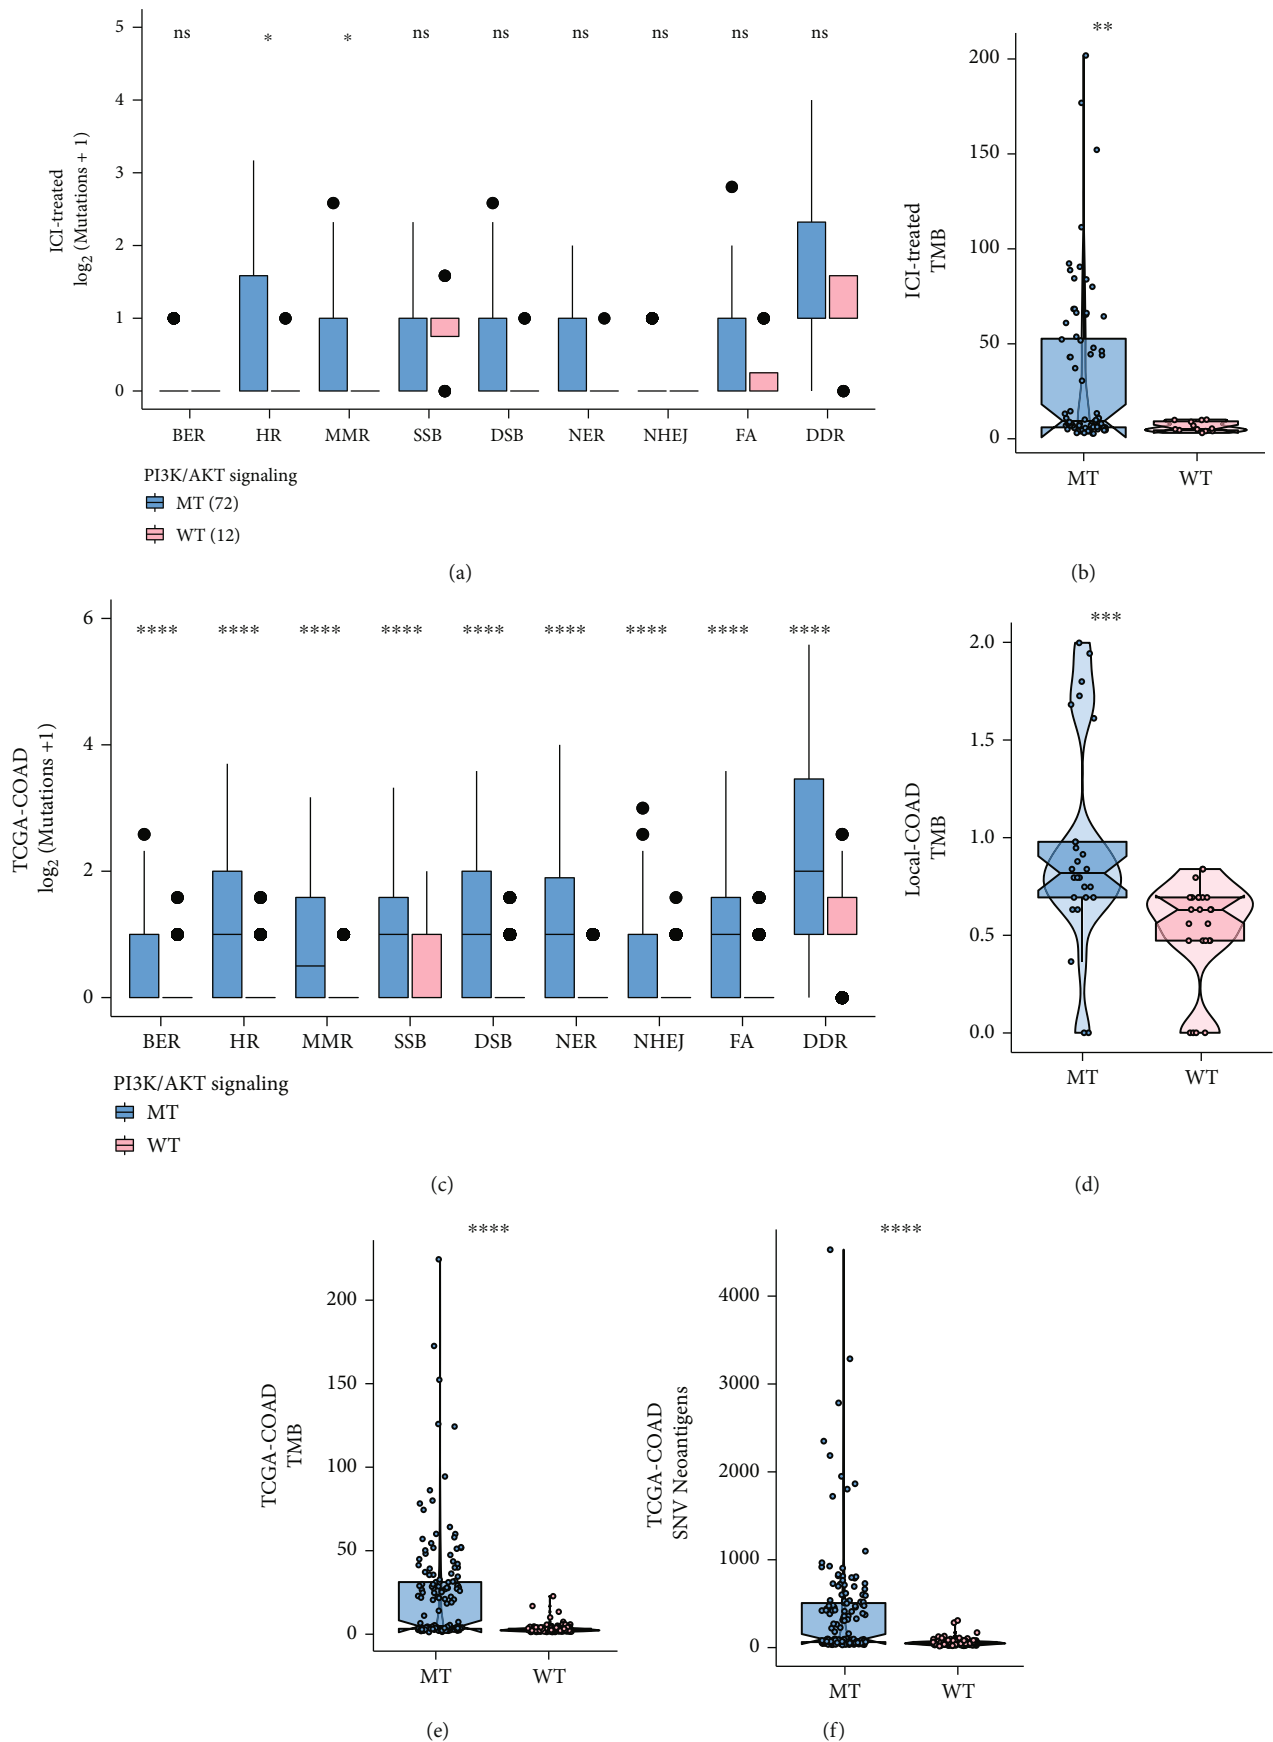 5
4
3
2
1
0
ICI-treated
log2 (Mutations + 1)
ns * * ns ns ns ns ns ns
BER HR MMR SSB DSB NER NHEJ FA DDR
PI3K/AKT signaling
MT (72)
WT (12)
(a)
**
200
150
100
50
0
ICI-treated
TMB
MT WT
(b)
6
4
2
0
TCGA-COAD
log2 (Mutations +1)
**** **** **** **** **** **** **** **** ****
BER HR MMR SSB DSB NER NHEJ FA DDR
PI3K/AKT signaling
MT
WT
(c)
***
2.0
1.5
1.0
0.5
0.0
Local-COAD
TMB
MT WT
(d)
****
200
150
100
50
0
TCGA-COAD
TMB
MT WT
(e)
****
4000
3000
2000
1000
0
TCGA-COAD
SNV Neoantigens
MT WT
(f)